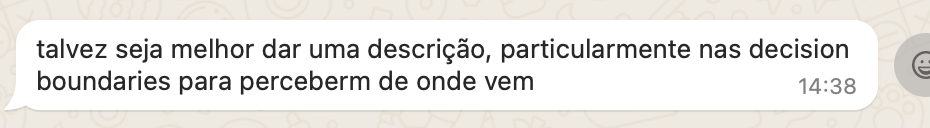 talvez seja melhor dar uma descrição, particularmente nas decision
boundaries para perceberm de onde vem
14:38